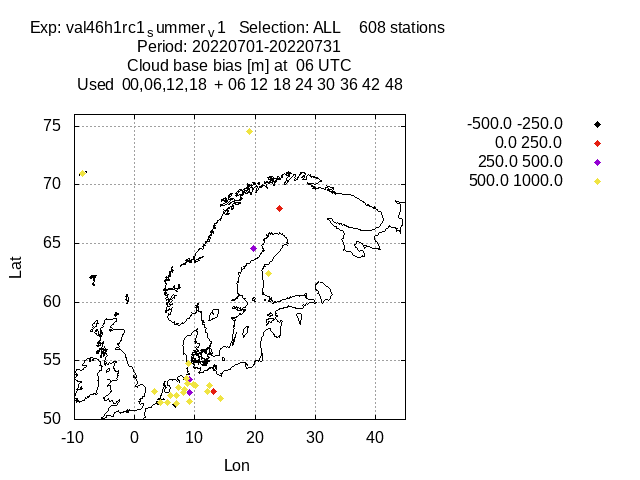 Exp: val46h1rc1summerv1 Selection: ALL 608 stations
Period: 20220701-20220731
Cloud base bias [m] at 06 UTC
Used 00,06,12,18 + 06 12 18 24 30 36 42 48
-500.0 -250.0
0.0 250.0
250.0 500.0
500.0 1000.0
75
70
65
60
55
50
Lat
-10 0 10 20 30 40
Lon